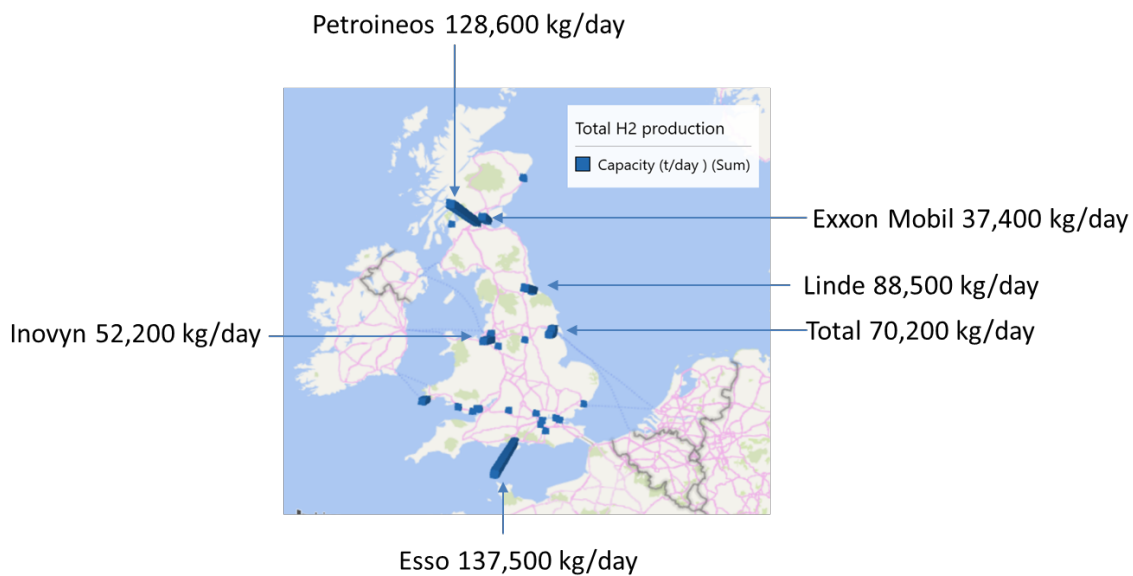 Petroineos 128,600 kg/day
Total H2 production
Capacity (t/day ) (Sum)
Exxon Mobil 37,400 kg/day
Linde 88,500 kg/day
Inovyn 52,200 kg/day
Total 70,200 kg/day
Esso 137,500 kg/day